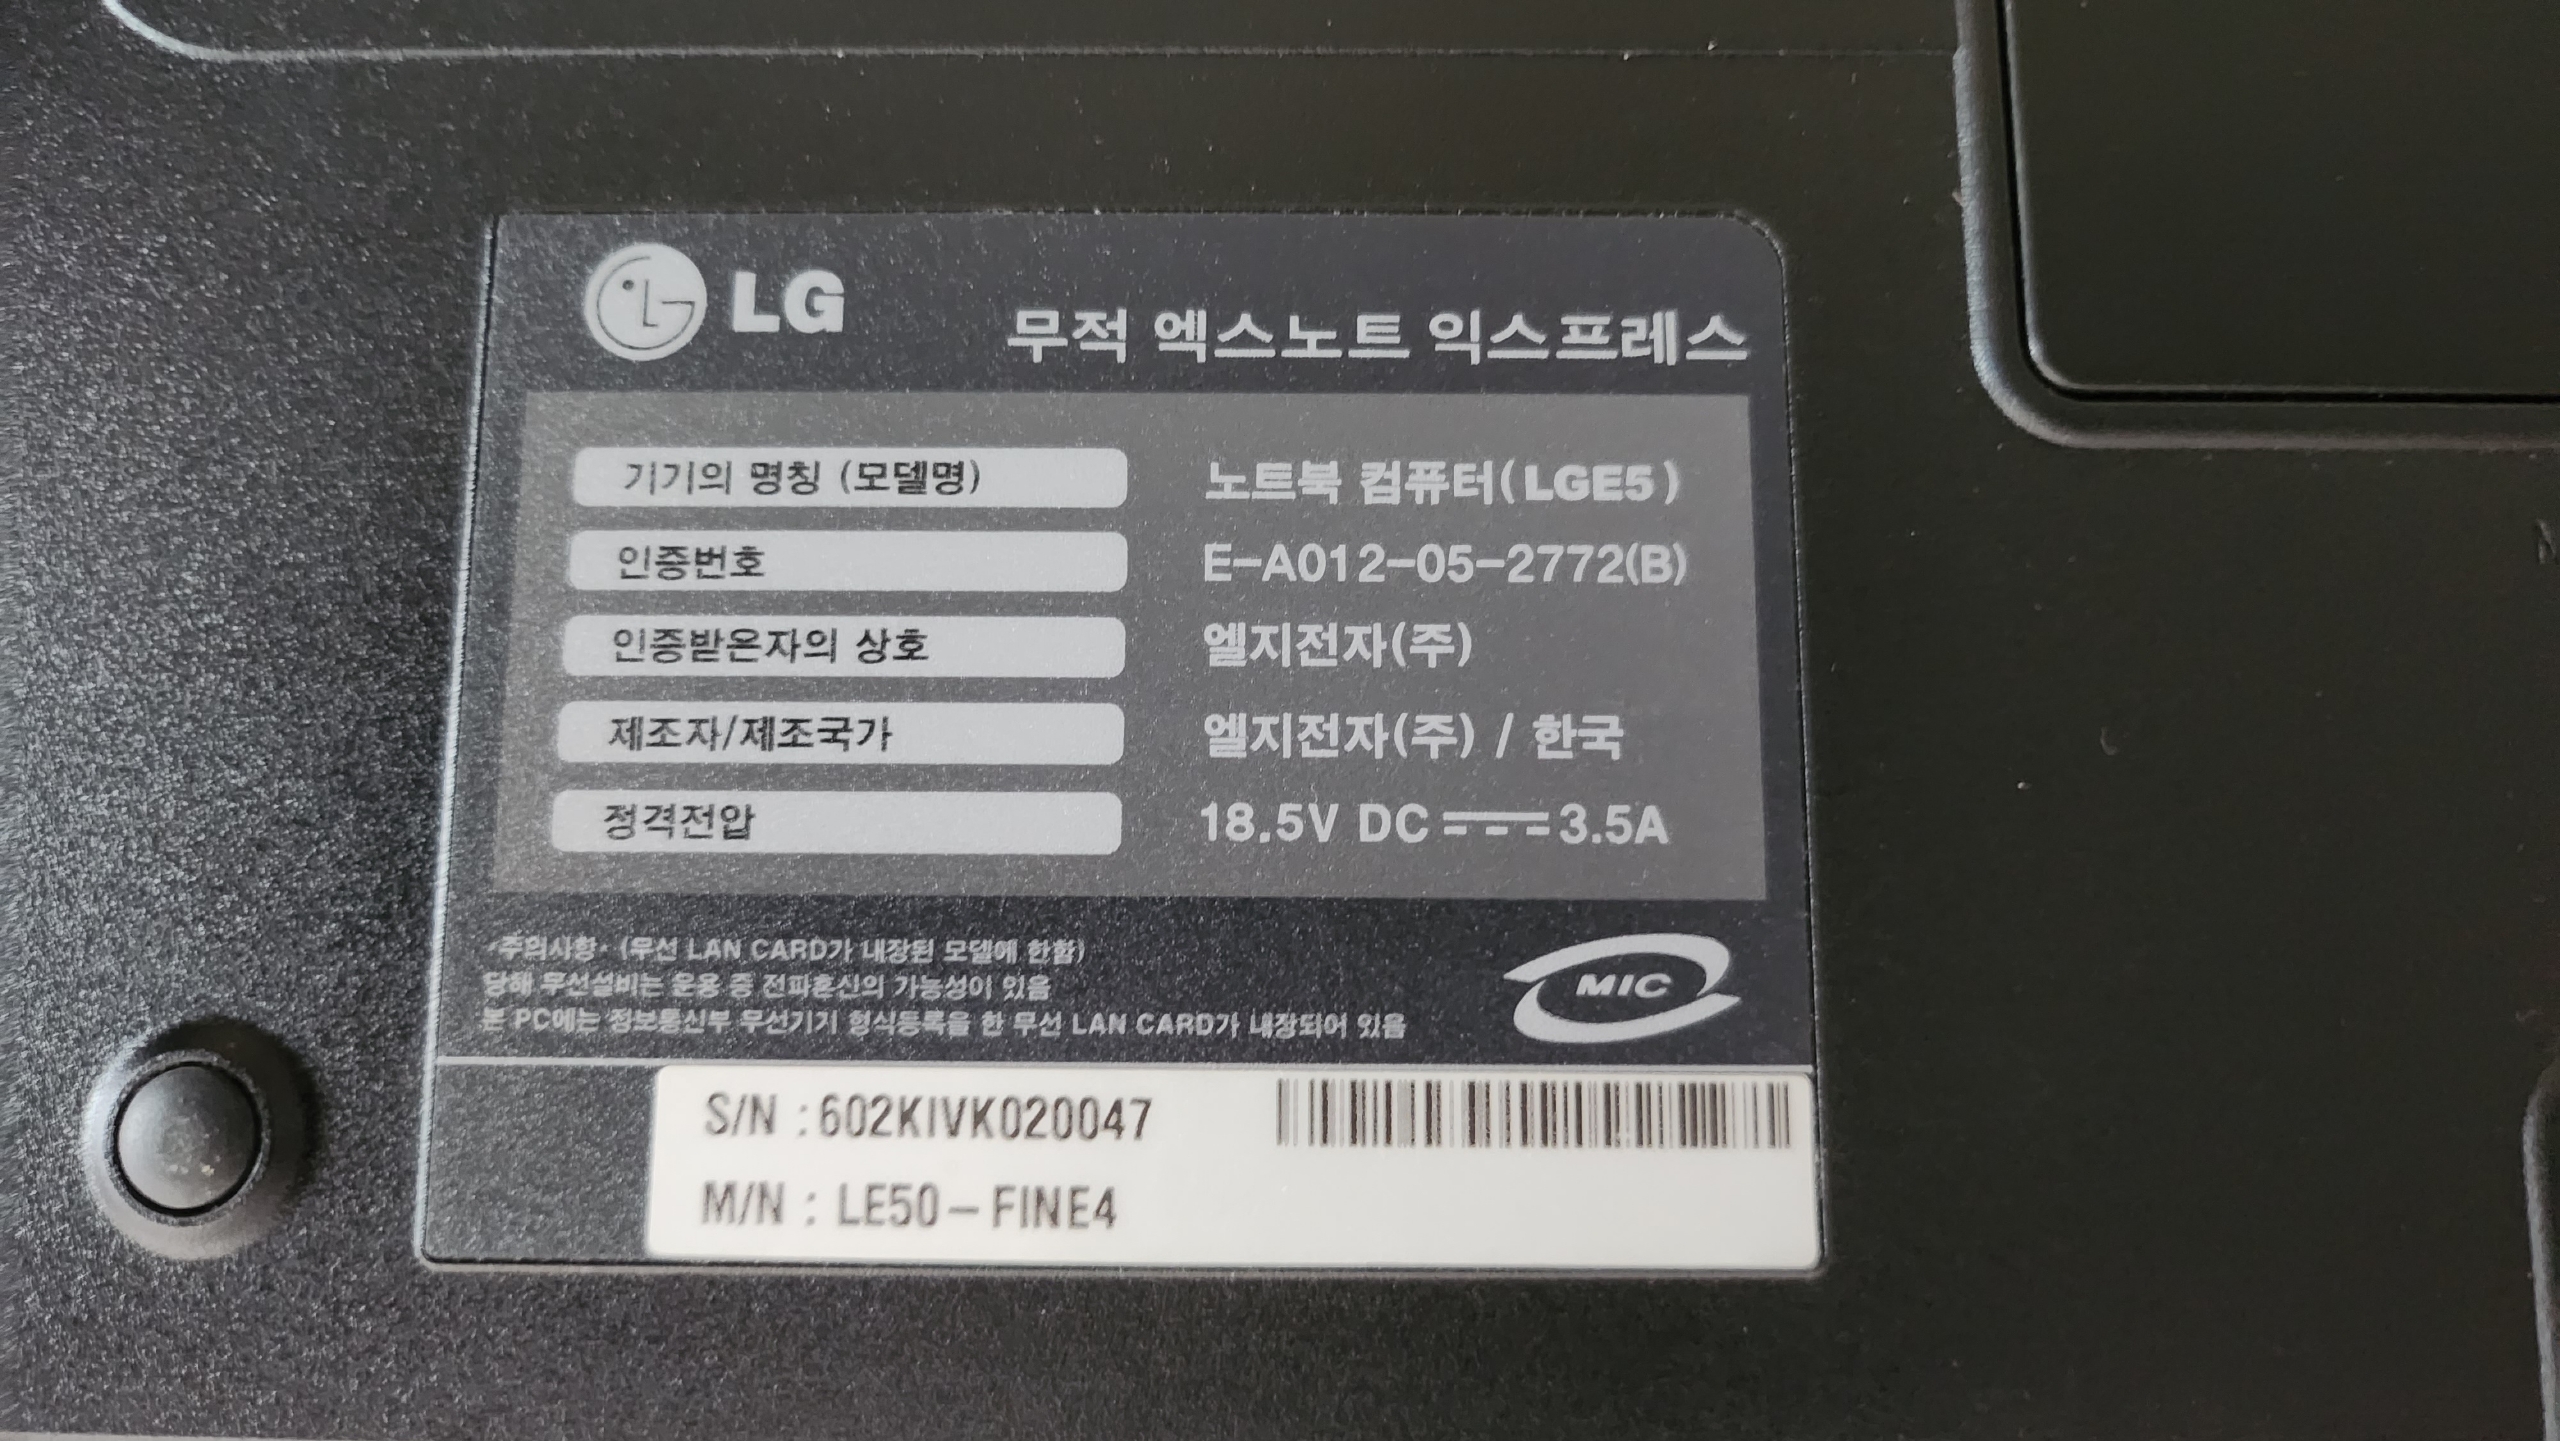 LG
무적 엑스노트 익스프레스
기기의 명칭 (모델명) 노트북 컴퓨터(LGE5)
인증번호 E-A012-05-2772(B)
인증받은자의 상호 엘지전자(주)
제조자/제조국가 엘지전자(주) / 한국
정격전압 18.5V DC ⎓ 3.5A
<주의사항> (무선 LAN CARD가 내장된 모델에 한함)
당해 무선설비는 운용 중 전파혼신의 가능성이 있음
본 PC에는 정보통신부 무선기기 형식등록을 한 무선 LAN CARD가 내장되어 있음
MIC
S/N : 602KIVK020047
M/N : LE50-FINE4